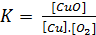 K = [CuO] / [Cu].[O₂]